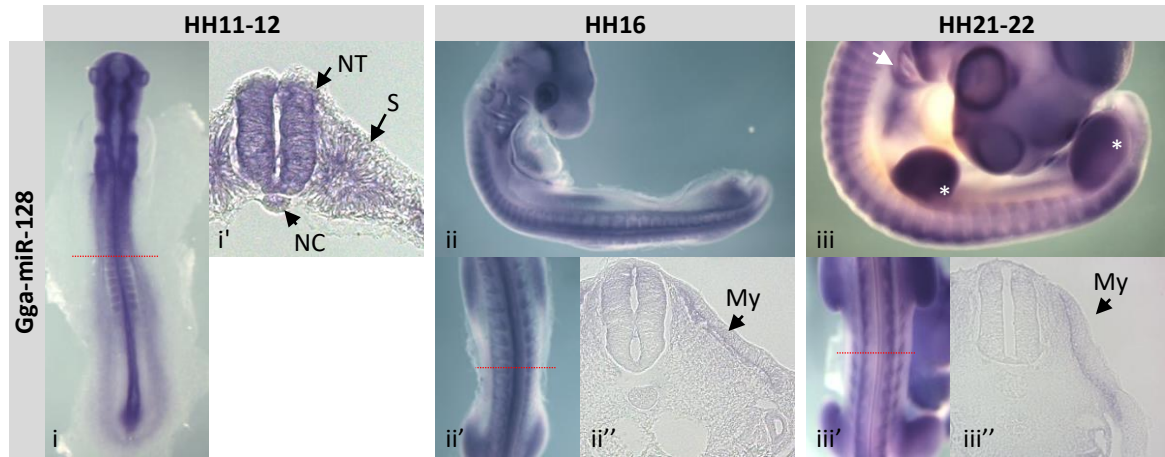 HH11-12
HH16
HH21-22
Gga-miR-128
NT
S
NC
i
i'
ii
ii'
My
ii''
iii
*
*
iii'
My
iii''